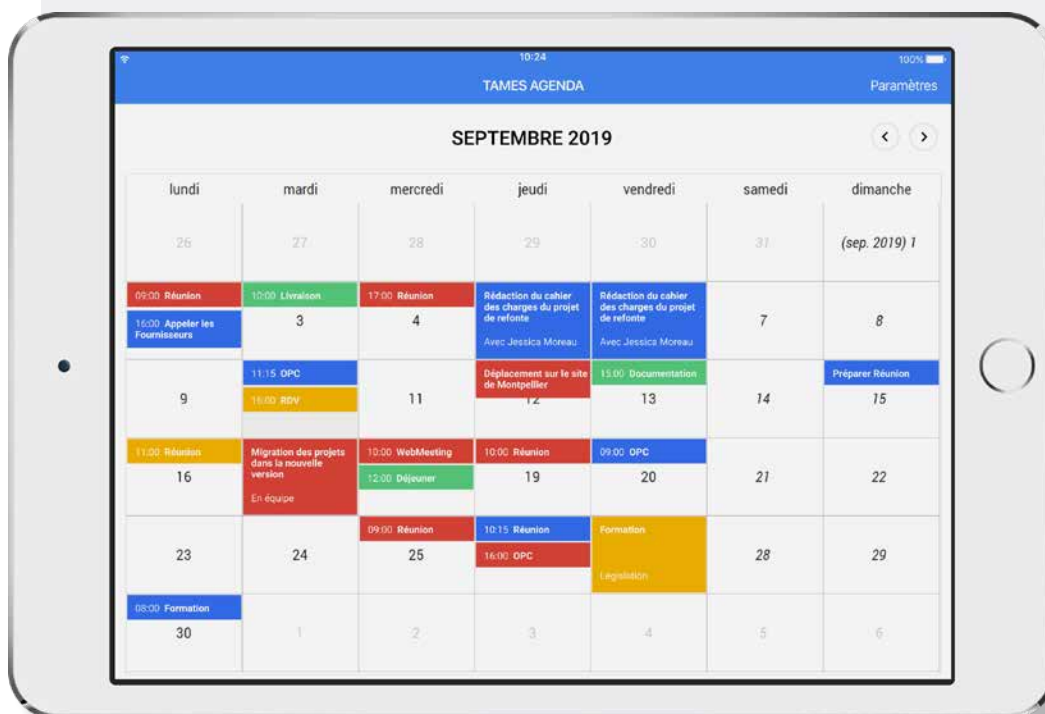 10:24
100%
TAMES AGENDA
Paramètres
SEPTEMBRE 2019
lundi mardi mercredi jeudi vendredi samedi dimanche
26 27 28 29 30 31 (sep. 2019) 1
09:00 Réunion
16:00 Appeler les
Fournisseurs
10:00 Livraison
3
17:00 Réunion
4
Rédaction du cahier
des charges du projet
de refonte
Avec Jessica Moreau
Rédaction du cahier
des charges du projet
de refonte
Avec Jessica Moreau
7
8
9
11:15 OPC
16:00 RDV
11
Déplacement sur le site
de Montpellier
12
15:00 Documentation
13
14
Préparer Réunion
15
11:00 Réunion
16
Migration des projets
dans la nouvelle
version
En équipe
10:00 WebMeeting
12:00 Déjeuner
10:00 Réunion
19
09:00 OPC
20
21
22
23
24
09:00 Réunion
25
10:15 Réunion
16:00 OPC
Formation
Législation
28
29
08:00 Formation
30
1
2
3
4
5
6